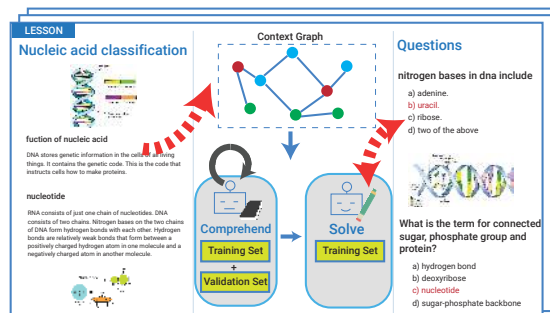 LESSON
Nucleic acid classification
fuction of nucleic acid
DNA stores genetic information in the cells of all living
things. It contains the genetic code. This is the code that
instructs cells how to make proteins.
nucleotide
RNA consists of just one chain of nucleotides. DNA
consists of two chains. Nitrogen bases on the two chains
of DNA form hydrogen bonds with each other. Hydrogen
bonds are relatively weak bonds that form between a
positively charged hydrogen atom in one molecule and a
negatively charged atom in another molecule.
Context Graph
Comprehend
Training Set
+
Validation Set
Solve
Training Set
Questions
nitrogen bases in dna include
a) adenine.
b) uracil.
c) ribose.
d) two of the above
What is the term for connected
sugar, phosphate group and
protein?
a) hydrogen bond
b) deoxyribose
c) nucleotide
d) sugar-phosphate backbone